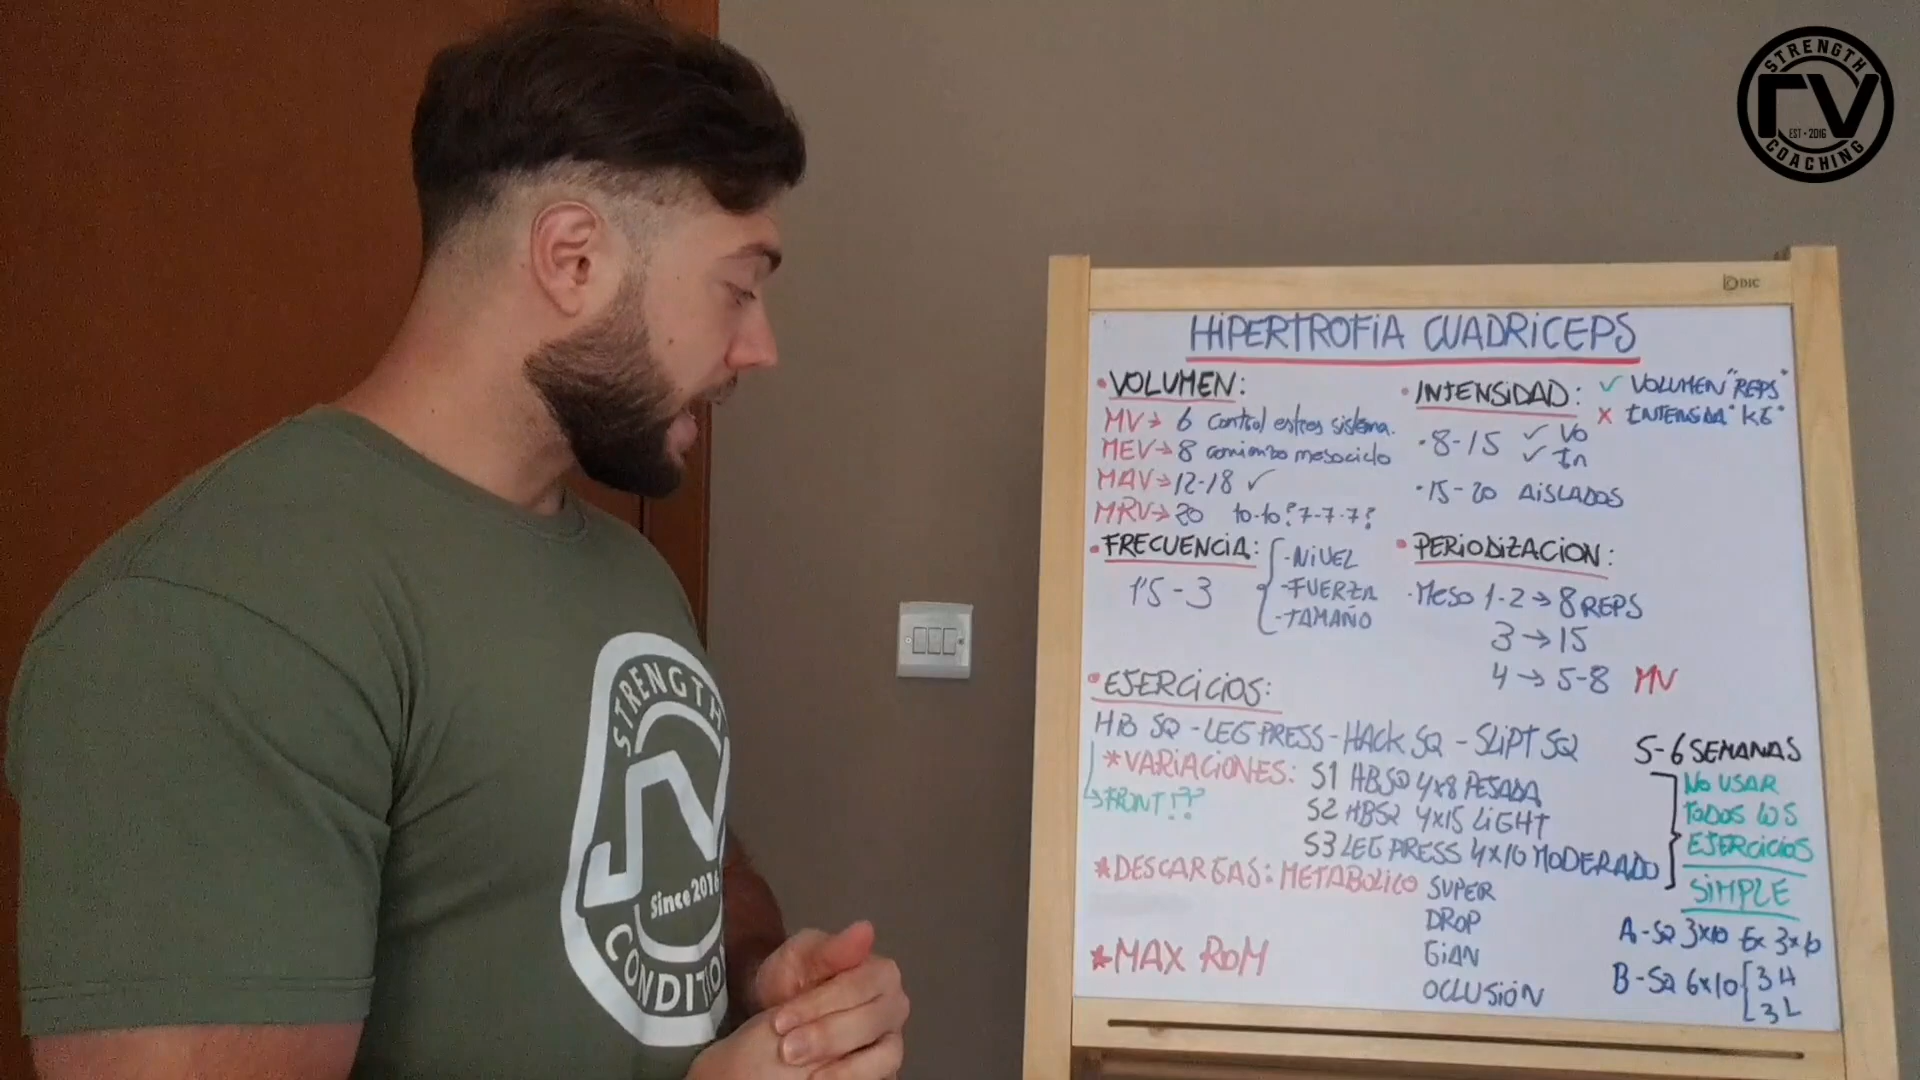 STRENGTH
RV
EST - 2016
COACHING
DIC
HIPERTROFIA CUADRICEPS
• VOLUMEN:
MV → 6 control estres sistema.
MEV → 8 comienzo mesociclo
MAV → 12-18 ✓
MRV → 20 10-10? 7-7-7?
• FRECUENCIA:
1'5 - 3
- NIVEL
- FUERZA
- TAMAÑO
• INTENSIDAD: ✓ VOLUMEN "REPS"
X INTENSIDA" KG"
· 8-15 ✓ Vo
✓ In
· 15-20 AISLADOS
• PERIODIZACION:
· MESO 1-2 → 8 REPS
3 → 15
4 → 5-8 MV
• EJERCICIOS:
HB SQ - LEG PRESS - HACK SQ - SLIPT SQ
FRONT!??
*VARIACIONES: S1 HBSQ 4x8 PESADA
S2 HBSQ 4x15 LIGHT
S3 LEG PRESS 4x10 MODERADO
5-6 SEMANAS
NO USAR
TODOS LOS
EJERCICIOS
SIMPLE
*DESCARGAS: METABOLICO SUPER
DROP
GIAN
OCLUSIÓN
*MAX ROM
A-SQ 3x10 Ex 3x10
B-SQ 6x10 [3 H
3 L
STRENGTH
Since 2016
CONDITIO